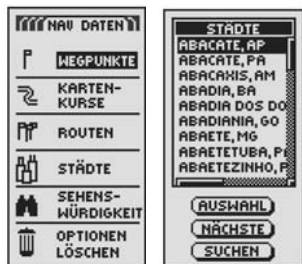 NAV DATEN
WEGPUNKTE
KARTEN-
KURSE
ROUTEN
STÄDTE
SEHENS-
WÜRDIGKEIT
OPTIONEN
LÖSCHEN
STÄDTE
ABACATE, AP
ABACATE, PA
ABACAXIS, AM
ABADIA, BA
ABADIA DOS DO
ABADIANIA, GO
ABAETE, MG
ABAETETUBA, P
ABAETEZINHO, P
AUSWAHL
NÄCHSTE
SUCHEN